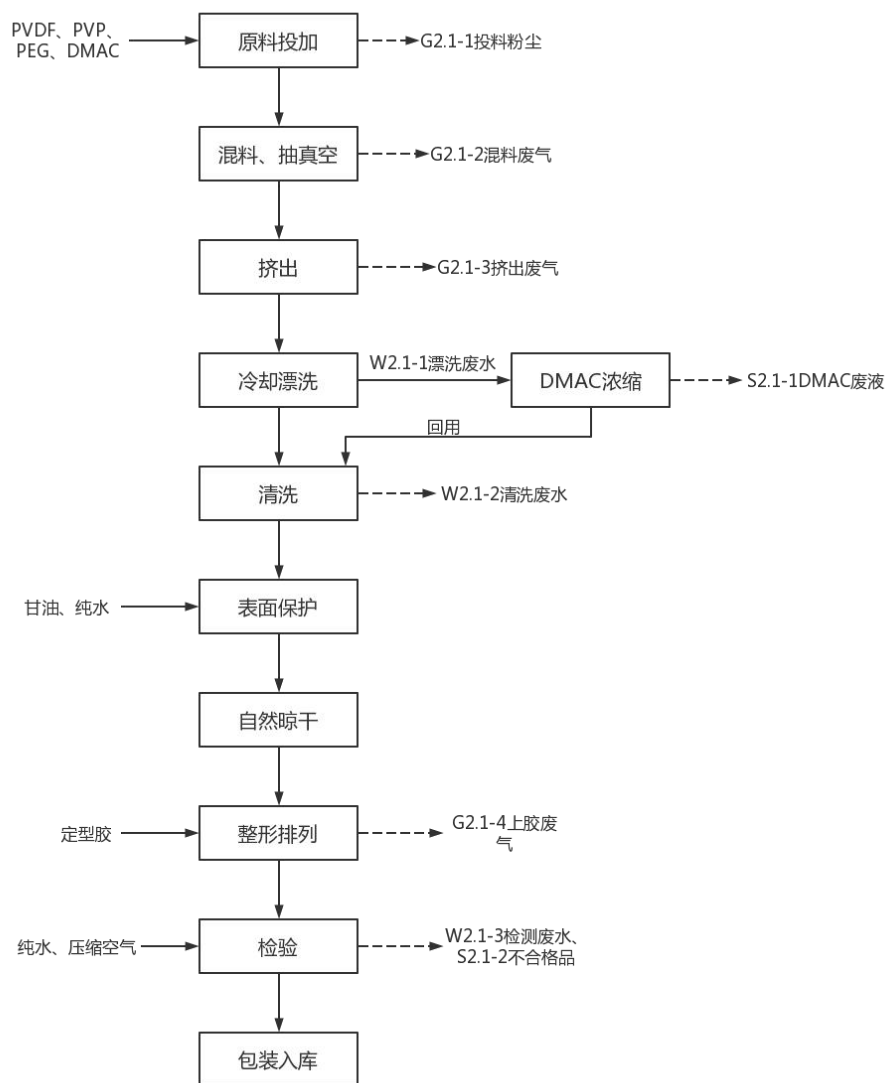 PVDF、PVP、
PEG、DMAC
原料投加
G2.1-1投料粉尘
混料、抽真空
G2.1-2混料废气
挤出
G2.1-3挤出废气
冷却漂洗
W2.1-1漂洗废水
DMAC浓缩
S2.1-1DMAC废液
回用
清洗
W2.1-2清洗废水
甘油、纯水
表面保护
自然晾干
定型胶
整形排列
G2.1-4上胶废
气
纯水、压缩空气
检验
W2.1-3检测废水、
S2.1-2不合格品
包装入库